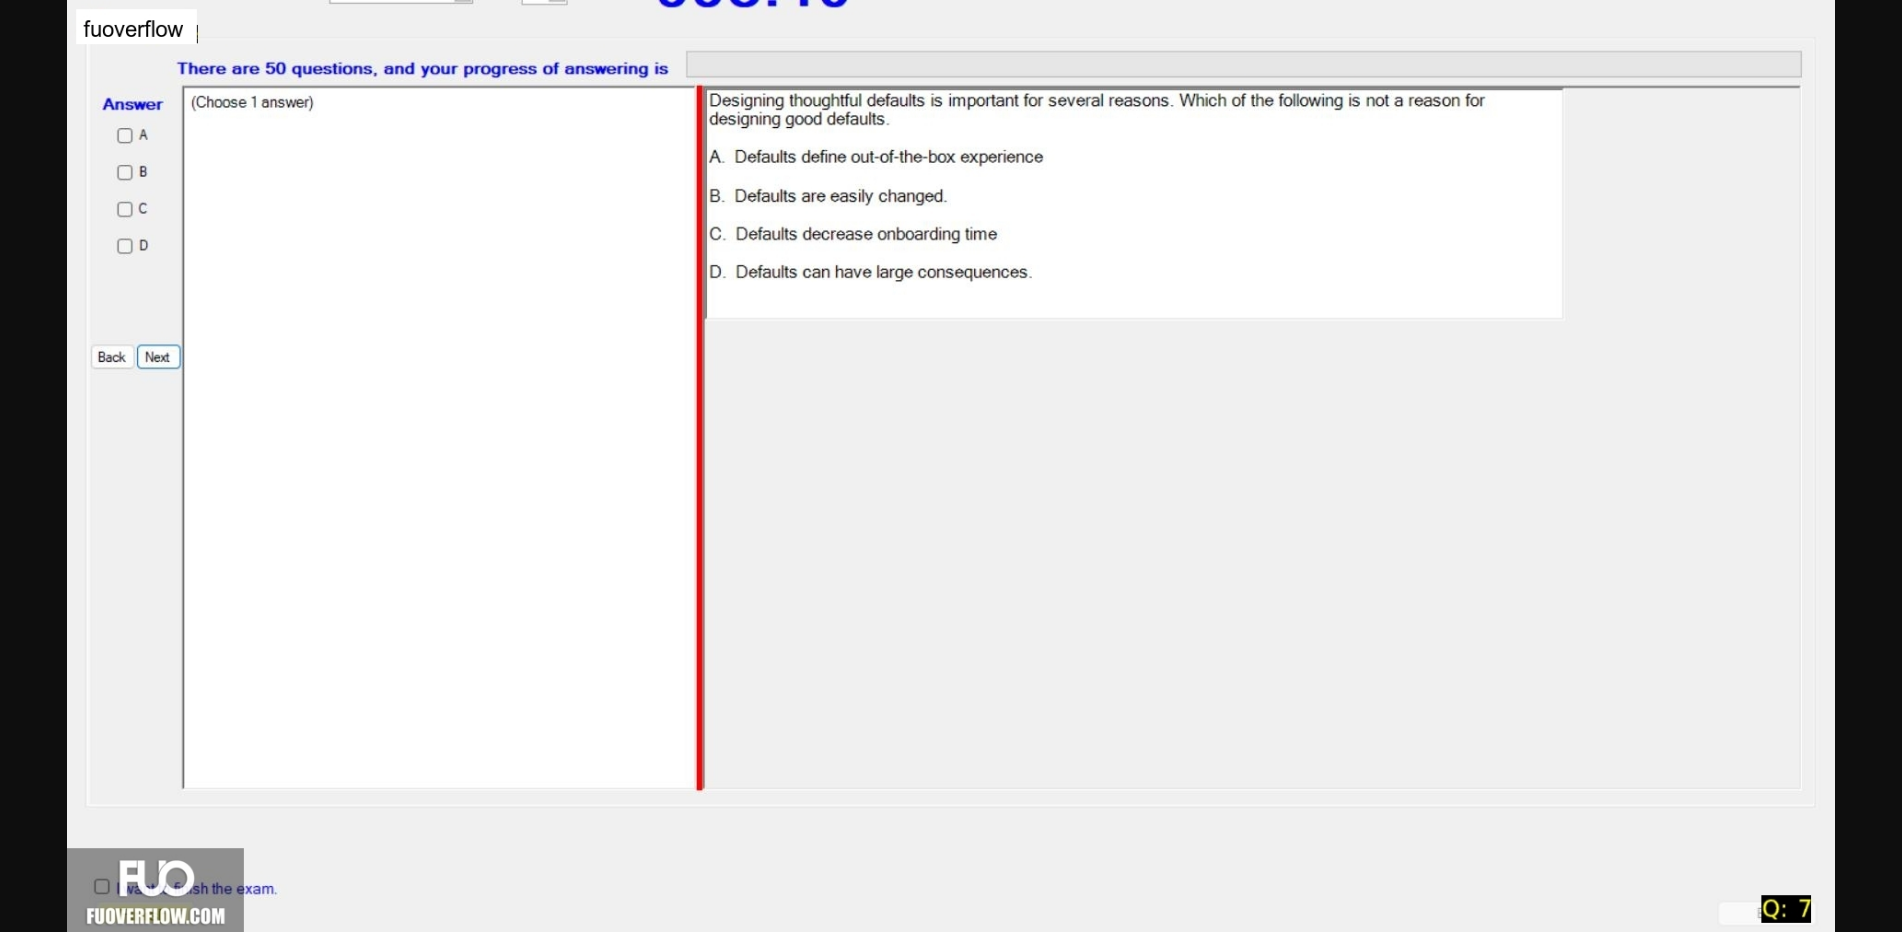 fuoverflow
There are 50 questions, and your progress of answering is
Answer
(Choose 1 answer)
A
B
C
D
Back Next
Designing thoughtful defaults is important for several reasons. Which of the following is not a reason for
designing good defaults.
A. Defaults define out-of-the-box experience
B. Defaults are easily changed.
C. Defaults decrease onboarding time
D. Defaults can have large consequences.
FUO
the exam.
FUOVERFLOW.COM
Q: 7